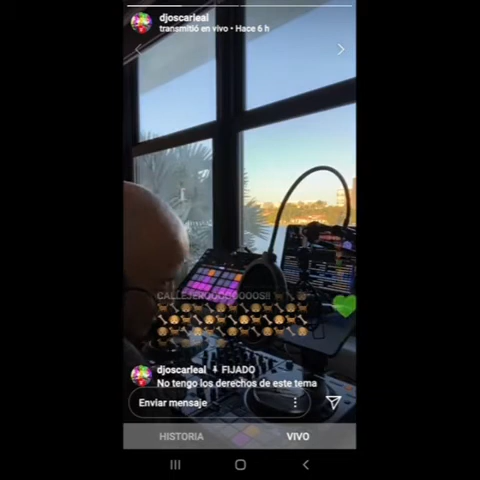 djoscarleal
transmitió en vivo • Hace 6 h
CALLEJEROOOOOOOOS!!
djoscarleal FIJADO
No tengo los derechos de este tema
Enviar mensaje
HISTORIA VIVO